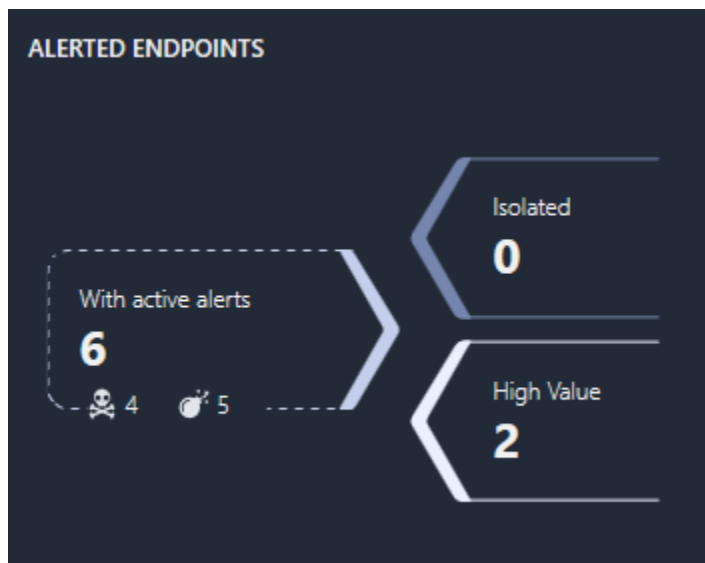 ALERTED ENDPOINTS
With active alerts
6
4 5
Isolated
0
High Value
2